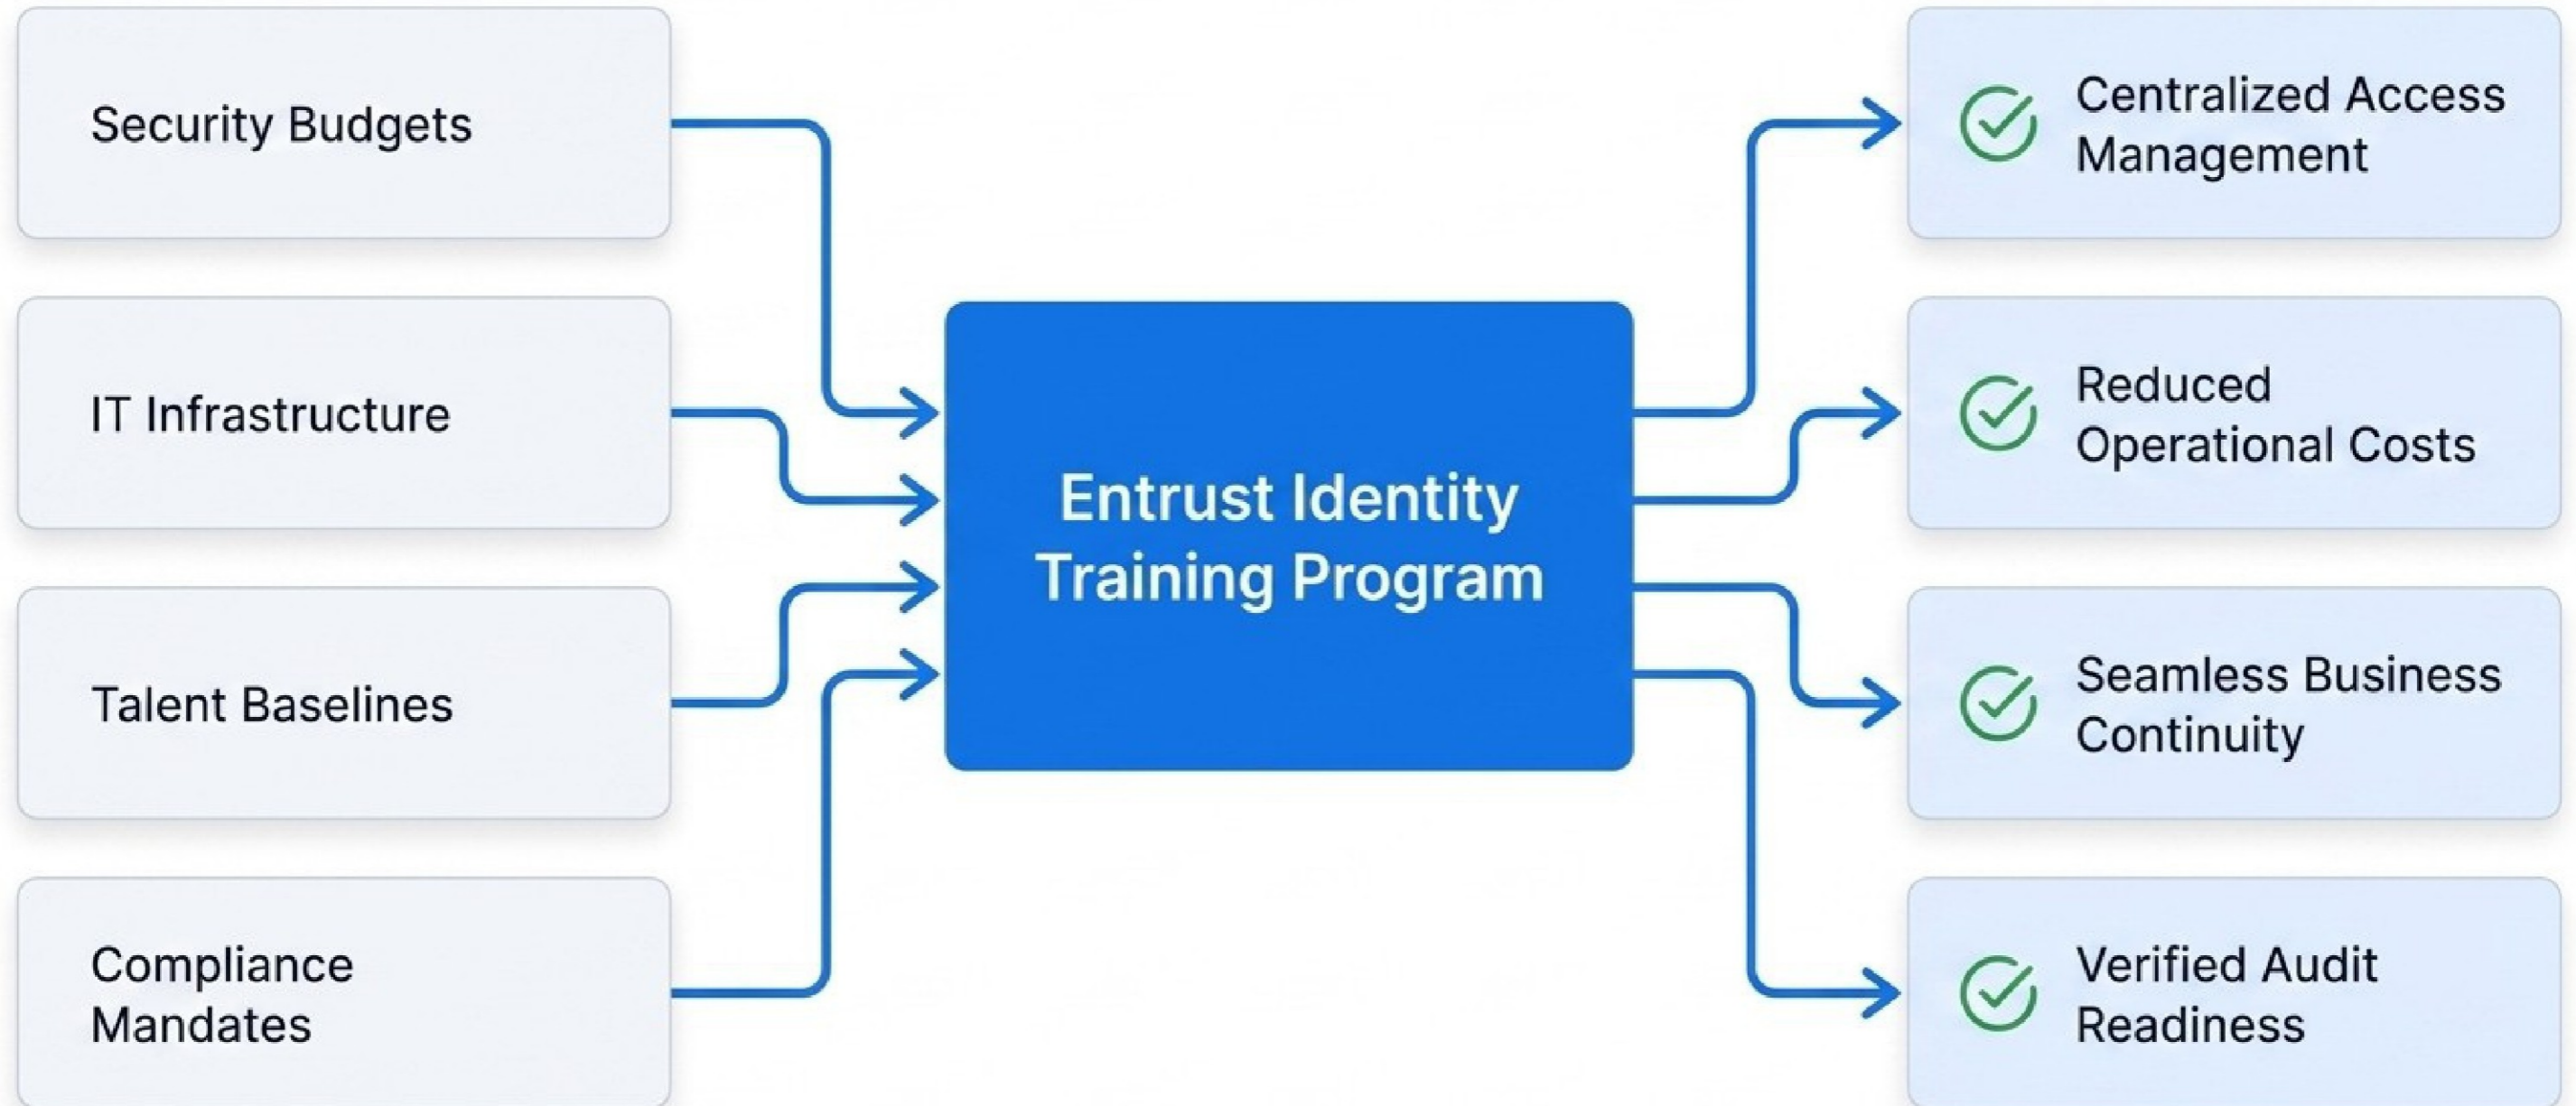 Security Budgets
IT Infrastructure
Talent Baselines
Compliance
Mandates
Entrust Identity
Training Program
Centralized Access
Management
Reduced
Operational Costs
Seamless Business
Continuity
Verified Audit
Readiness